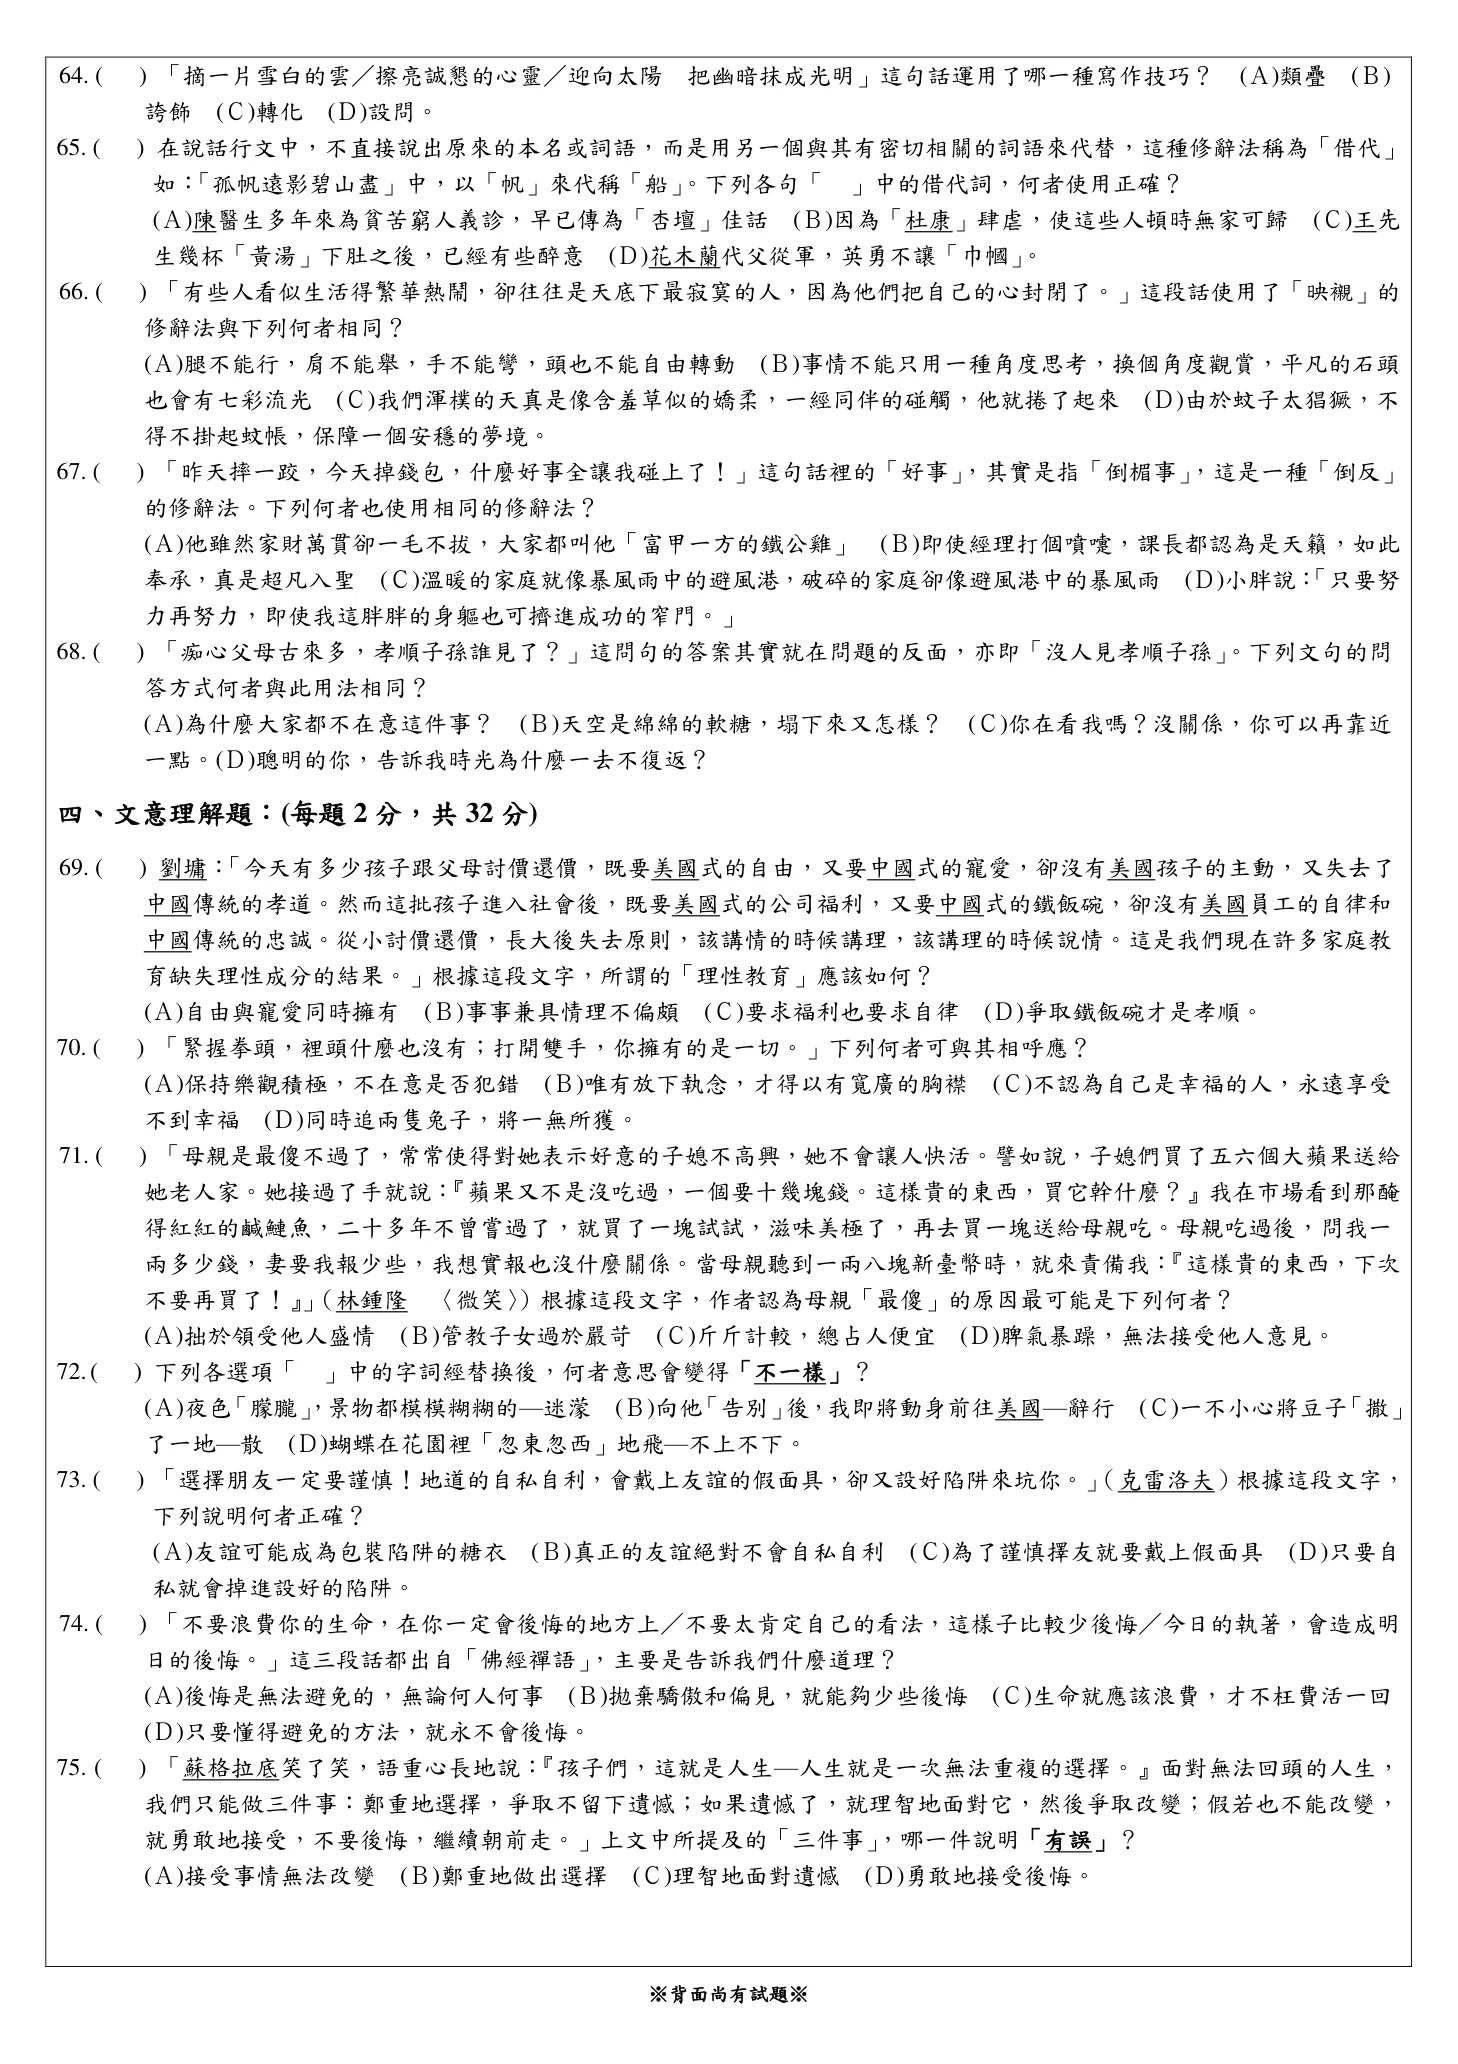 64. (　) 「摘一片雪白的雲／擦亮誠懇的心靈／迎向太陽　把幽暗抹成光明」這句話運用了哪一種寫作技巧？　(A)類疊　(B)
誇飾　(C)轉化　(D)設問。
65. (　) 在說話行文中，不直接說出原來的本名或詞語，而是用另一個與其有密切相關的詞語來代替，這種修辭法稱為「借代」
如：「孤帆遠影碧山盡」中，以「帆」來代稱「船」。下列各句「　」中的借代詞，何者使用正確？
(A)陳醫生多年來為貧苦窮人義診，早已傳為「杏壇」佳話　(B)因為「杜康」肆虐，使這些人頓時無家可歸　(C)王先
生幾杯「黃湯」下肚之後，已經有些醉意　(D)花木蘭代父從軍，英勇不讓「巾幗」。
66. (　) 「有些人看似生活得繁華熱鬧，卻往往是天底下最寂寞的人，因為他們把自己的心封閉了。」這段話使用了「映襯」的
修辭法與下列何者相同？
(A)腿不能行，肩不能舉，手不能彎，頭也不能自由轉動　(B)事情不能只用一種角度思考，換個角度觀賞，平凡的石頭
也會有七彩流光　(C)我們渾樸的天真是像含羞草似的嬌柔，一經同伴的碰觸，他就捲了起來　(D)由於蚊子太猖獗，不
得不掛起蚊帳，保障一個安穩的夢境。
67. (　) 「昨天摔一跤，今天掉錢包，什麼好事全讓我碰上了！」這句話裡的「好事」，其實是指「倒楣事」，這是一種「倒反」
的修辭法。下列何者也使用相同的修辭法？
(A)他雖然家財萬貫卻一毛不拔，大家都叫他「富甲一方的鐵公雞」　(B)即使經理打個噴嚏，課長都認為是天籟，如此
奉承，真是超凡入聖　(C)溫暖的家庭就像暴風雨中的避風港，破碎的家庭卻像避風港中的暴風雨　(D)小胖說：「只要努
力再努力，即使我這胖胖的身軀也可擠進成功的窄門。」
68. (　) 「痴心父母古來多，孝順子孫誰見了？」這問句的答案其實就在問題的反面，亦即「沒人見孝順子孫」。下列文句的問
答方式何者與此用法相同？
(A)為什麼大家都不在意這件事？　(B)天空是綿綿的軟糖，塌下來又怎樣？　(C)你在看我嗎？沒關係，你可以再靠近
一點。(D)聰明的你，告訴我時光為什麼一去不復返？
四、文意理解題：(每題 2 分，共 32 分)
69. (　) 劉墉：「今天有多少孩子跟父母討價還價，既要美國式的自由，又要中國式的寵愛，卻沒有美國孩子的主動，又失去了
中國傳統的孝道。然而這批孩子進入社會後，既要美國式的公司福利，又要中國式的鐵飯碗，卻沒有美國員工的自律和
中國傳統的忠誠。從小討價還價，長大後失去原則，該講情的時候講理，該講理的時候說情。這是我們現在許多家庭教
育缺失理性成分的結果。」根據這段文字，所謂的「理性教育」應該如何？
(A)自由與寵愛同時擁有　(B)事事兼具情理不偏頗　(C)要求福利也要求自律　(D)爭取鐵飯碗才是孝順。
70. (　) 「緊握拳頭，裡頭什麼也沒有；打開雙手，你擁有的是一切。」下列何者可與其相呼應？
(A)保持樂觀積極，不在意是否犯錯　(B)唯有放下執念，才得以有寬廣的胸襟　(C)不認為自己是幸福的人，永遠享受
不到幸福　(D)同時追兩隻兔子，將一無所獲。
71. (　) 「母親是最傻不過了，常常使得對她表示好意的子媳不高興，她不會讓人快活。譬如說，子媳們買了五六個大蘋果送給
她老人家。她接過了手就說：『蘋果又不是沒吃過，一個要十幾塊錢。這樣貴的東西，買它幹什麼？』我在市場看到那醃
得紅紅的鹹鰱魚，二十多年不曾嘗過了，就買了一塊試試，滋味美極了，再去買一塊送給母親吃。母親吃過後，問我一
兩多少錢，妻要我報少些，我想實報也沒什麼關係。當母親聽到一兩八塊新臺幣時，就來責備我：『這樣貴的東西，下次
不要再買了！』」（林鍾隆　〈微笑〉）根據這段文字，作者認為母親「最傻」的原因最可能是下列何者？
(A)拙於領受他人盛情　(B)管教子女過於嚴苛　(C)斤斤計較，總占人便宜　(D)脾氣暴躁，無法接受他人意見。
72. (　) 下列各選項「　」中的字詞經替換後，何者意思會變得「不一樣」？
(A)夜色「朦朧」，景物都模模糊糊的—迷濛　(B)向他「告別」後，我即將動身前往美國—辭行　(C)一不小心將豆子「撒」
了一地—散　(D)蝴蝶在花園裡「忽東忽西」地飛—不上不下。
73. (　) 「選擇朋友一定要謹慎！地道的自私自利，會戴上友誼的假面具，卻又設好陷阱來坑你。」（克雷洛夫）根據這段文字，
下列說明何者正確？
(A)友誼可能成為包裝陷阱的糖衣　(B)真正的友誼絕對不會自私自利　(C)為了謹慎擇友就要戴上假面具　(D)只要自
私就會掉進設好的陷阱。
74. (　) 「不要浪費你的生命，在你一定會後悔的地方上／不要太肯定自己的看法，這樣子比較少後悔／今日的執著，會造成明
日的後悔。」這三段話都出自「佛經禪語」，主要是告訴我們什麼道理？
(A)後悔是無法避免的，無論何人何事　(B)拋棄驕傲和偏見，就能夠少些後悔　(C)生命就應該浪費，才不枉費活一回
(D)只要懂得避免的方法，就永不會後悔。
75. (　) 「蘇格拉底笑了笑，語重心長地說：『孩子們，這就是人生—人生就是一次無法重複的選擇。』面對無法回頭的人生，
我們只能做三件事：鄭重地選擇，爭取不留下遺憾；如果遺憾了，就理智地面對它，然後爭取改變；假若也不能改變，
就勇敢地接受，不要後悔，繼續朝前走。」上文中所提及的「三件事」，哪一件說明「有誤」？
(A)接受事情無法改變　(B)鄭重地做出選擇　(C)理智地面對遺憾　(D)勇敢地接受後悔。
※背面尚有試題※